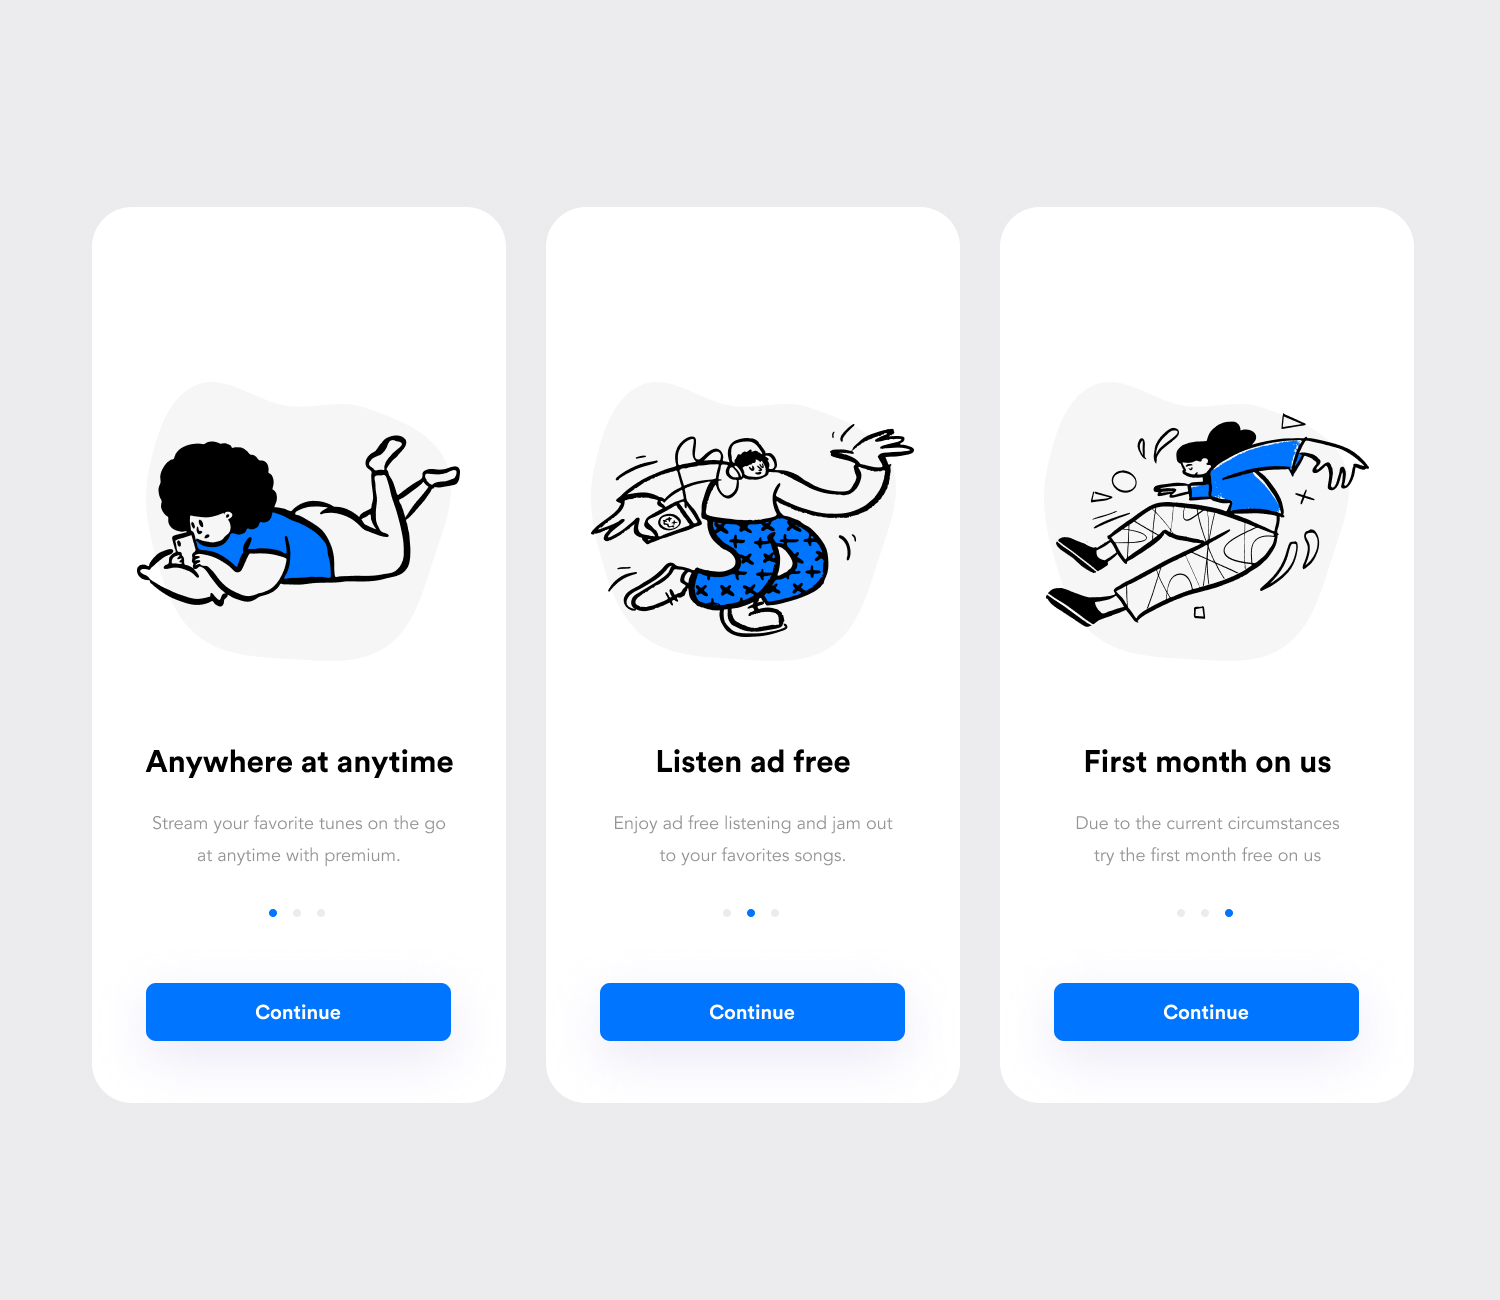 Anywhere at anytime
Stream your favorite tunes on the go
at anytime with premium.
Continue
Listen ad free
Enjoy ad free listening and jam out
to your favorites songs.
Continue
First month on us
Due to the current circumstances
try the first month free on us
Continue